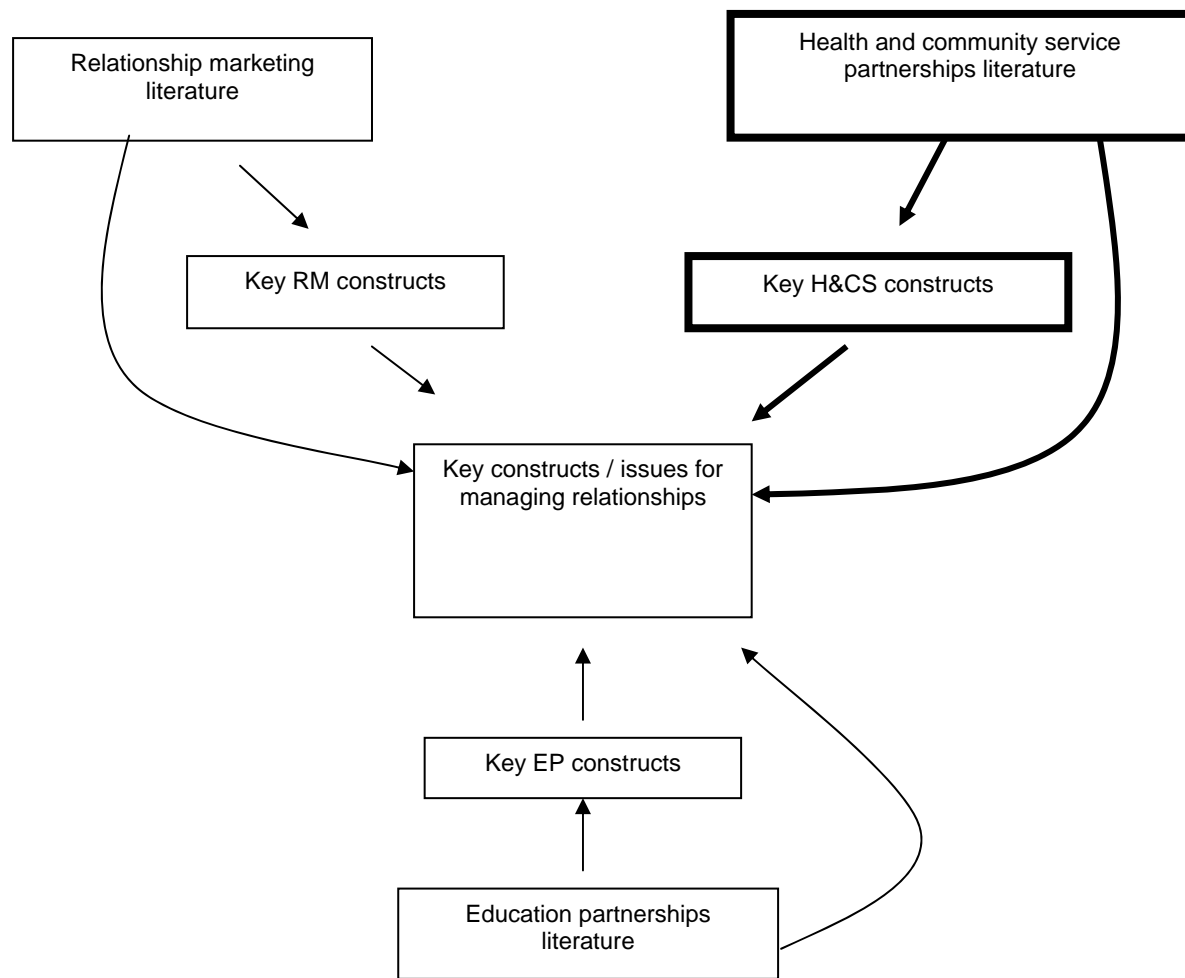 Relationship marketing
literature
Health and community service
partnerships literature
Key RM constructs
Key H&CS constructs
Key constructs / issues for
managing relationships
Key EP constructs
Education partnerships
literature